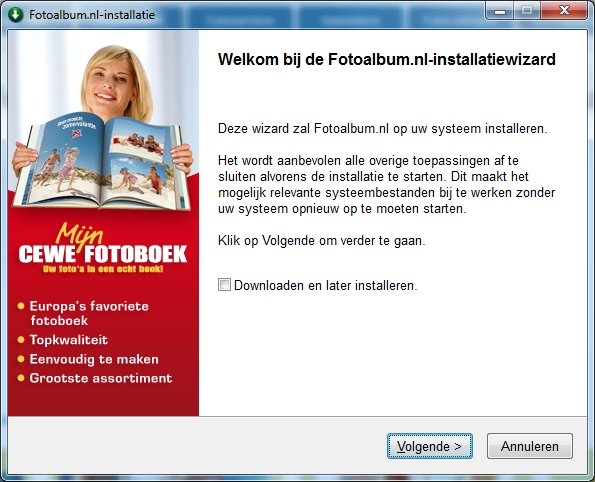 Fotoalbum.nl-installatie
Welkom bij de Fotoalbum.nl-installatiewizard
Deze wizard zal Fotoalbum.nl op uw systeem installeren.
Het wordt aanbevolen alle overige toepassingen af te
sluiten alvorens de installatie te starten. Dit maakt het
mogelijk relevante systeembestanden bij te werken zonder
uw systeem opnieuw op te moeten starten.
Klik op Volgende om verder te gaan.
Downloaden en later installeren.
Onze mooiste
zomervakantie
Mijn
CEWE FOTOBOEK
Uw foto's in een echt boek!
• Europa's favoriete
fotoboek
• Topkwaliteit
• Eenvoudig te maken
• Grootste assortiment
Volgende >
Annuleren